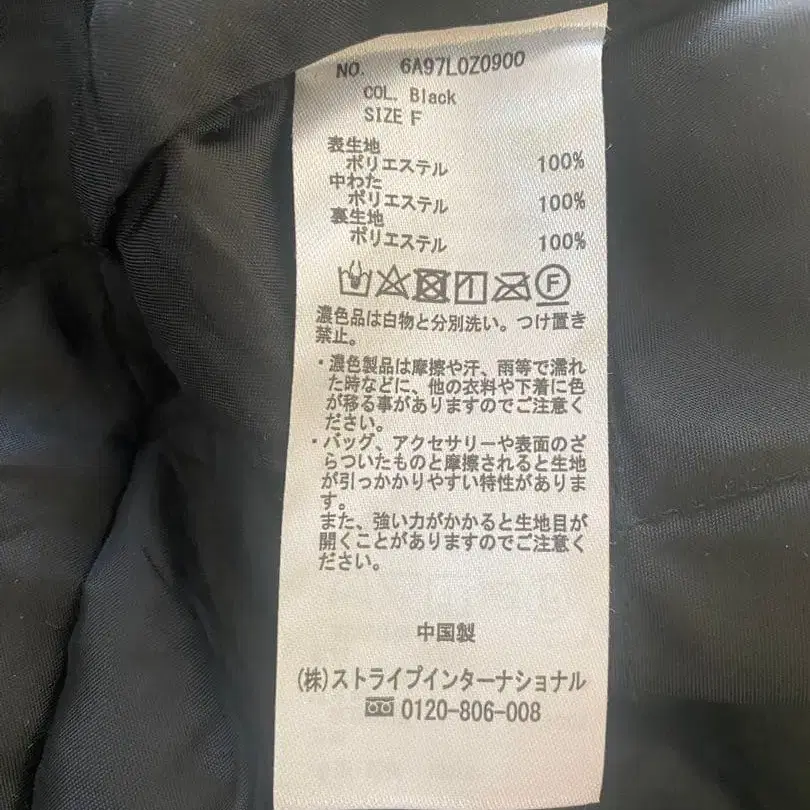 NO. 6A97L0Z0900
COL. Black
SIZE F
表生地
ポリエステル 100%
中わた
ポリエステル 100%
裏生地
ポリエステル 100%
F
濃色品は白物と分別洗い。つけ置き
禁止。
・濃色製品は摩擦や汗、雨等で濡れ
た時などに、他の衣料や下着に色
が移る事がありますのでご注意く
ださい。
・バッグ、アクセサリーや表面のざ
らついたものと摩擦されると生地
が引っかかりやすい特性がありま
す。
また、強い力がかかると生地目が
開くことがありますのでご注意く
ださい。
中国製
(株)ストライプインターナショナル
0120-806-008